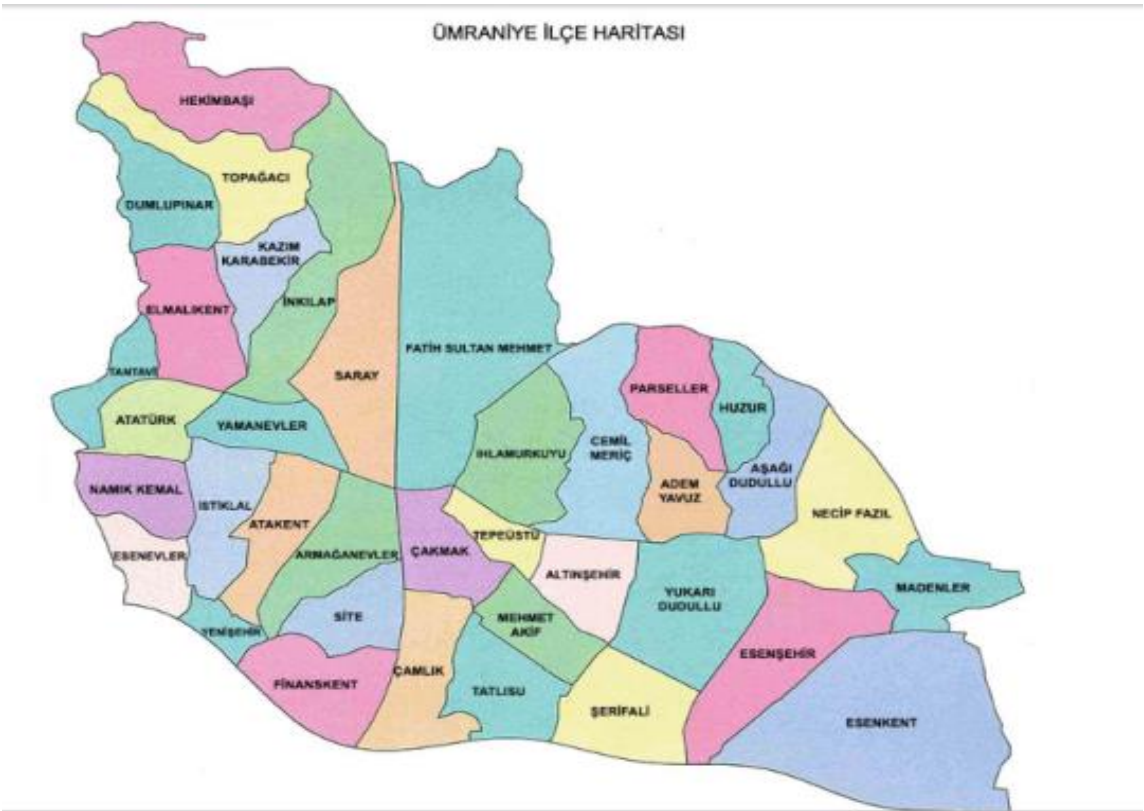 ÜMRANİYE İLÇE HARİTASI
HEKİMBAŞI
TOPAĞACI
DUMLUPINAR
KAZIM
KARABEKİR
İNKILAP
ELMALIKENT
FATİH SULTAN MEHMET
TANTAVİ
SARAY
PARSELLER
HUZUR
ATATÜRK
YAMANEVLER
CEMİL
MERİÇ
IHLAMURKUYU
AŞAĞI
DUDULLU
ADEM
YAVUZ
NAMIK KEMAL
İSTİKLAL
NECİP FAZIL
ATAKENT
TEPEÜSTÜ
ESENEVLER
ARMAĞANEVLER
ÇAKMAK
ALTINŞEHİR
MADENLER
YUKARI
DUDULLU
SİTE
MEHMET
AKİF
YENİŞEHİR
ESENŞEHİR
ÇAMLIK
FİNANSKENT
TATLISU
ŞERİFALİ
ESENKENT